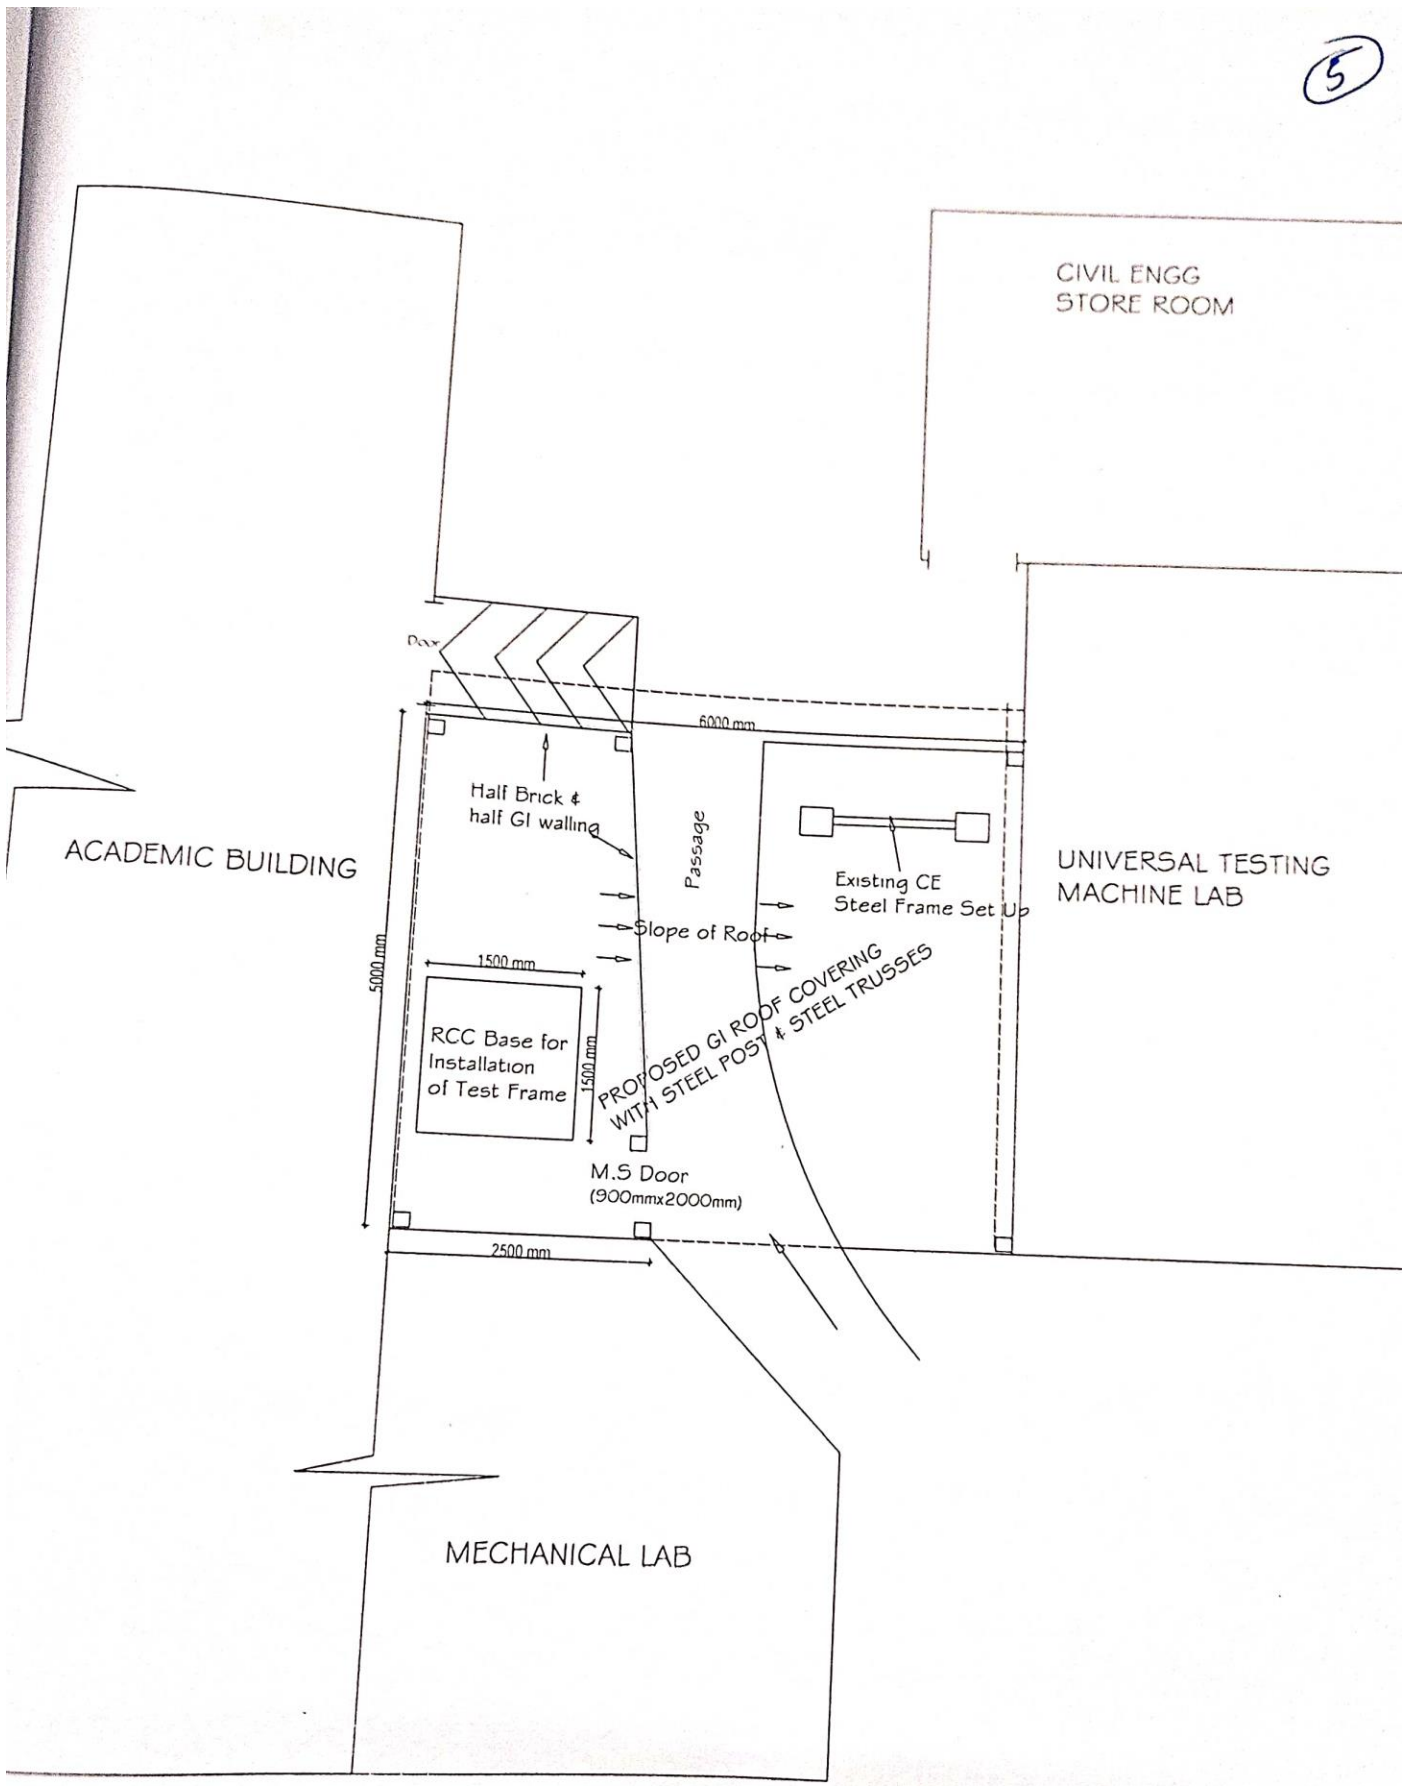 5
CIVIL ENGG
STORE ROOM
Door
6000 mm
Half Brick &
half GI walling
Passage
ACADEMIC BUILDING
Existing CE
Steel Frame Set Up
UNIVERSAL TESTING
MACHINE LAB
Slope of Roof
5000 mm
1500 mm
PROPOSED GI ROOF COVERING
WITH STEEL POST & STEEL TRUSSES
RCC Base for
Installation
of Test Frame
1500 mm
M.S Door
(900mmx2000mm)
2500 mm
MECHANICAL LAB